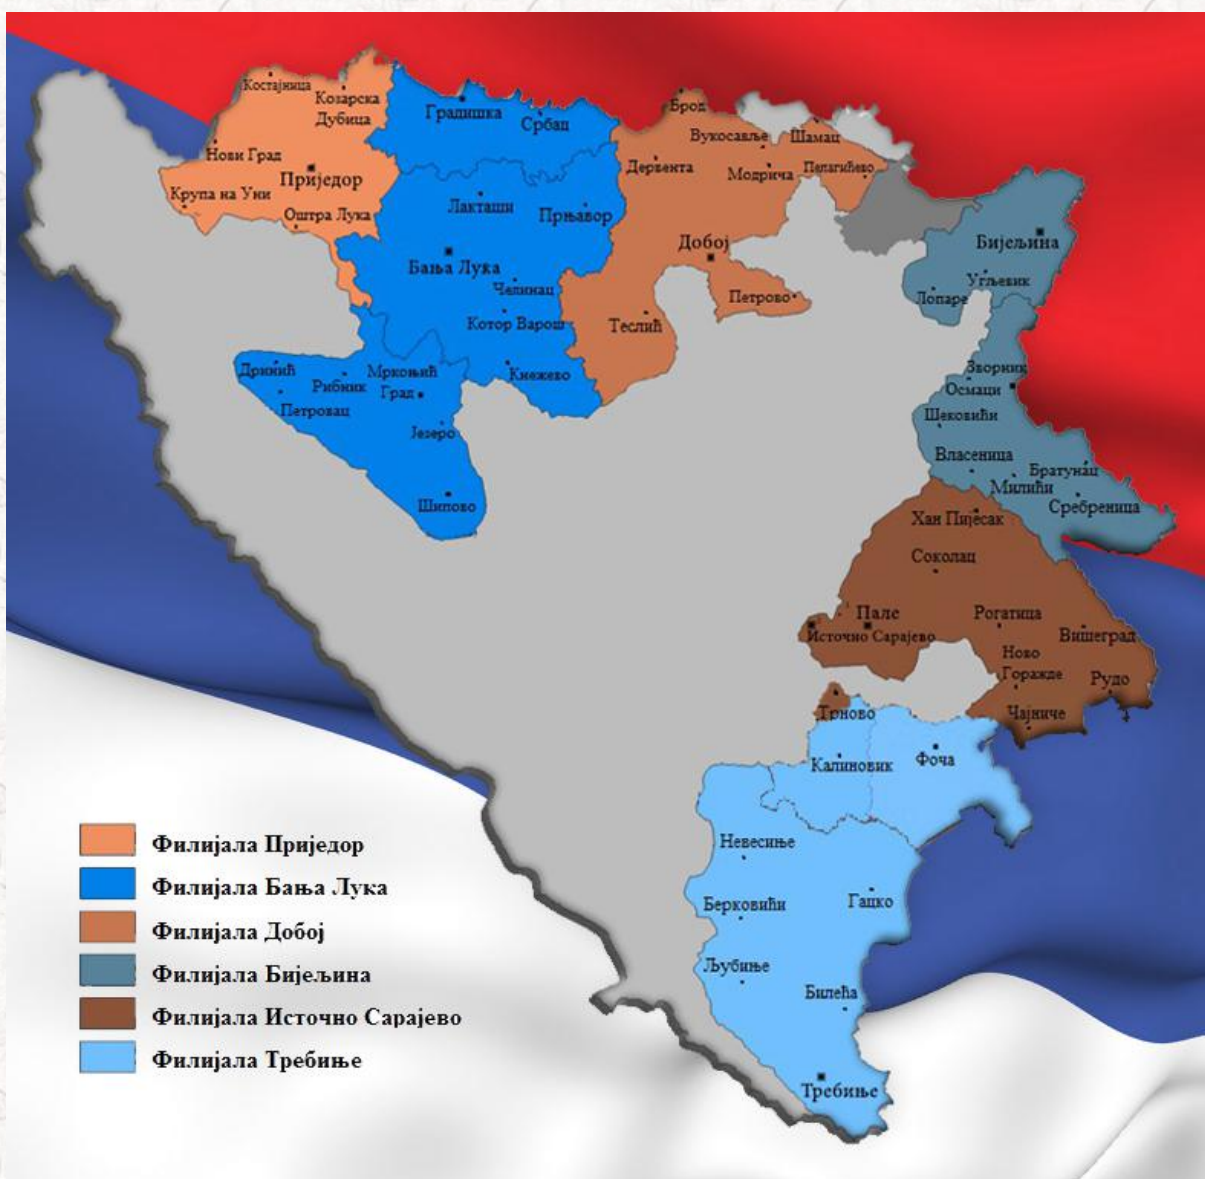 Костајница
Козарска
Дубица
Нови Град
Приједор
Крупа на Уни
Оштра Лука
Градишка
Србац
Лакташи
Прњавор
Бања Лука
Челинац
Котор Варош
Кнежево
Дринић
Рибник
Мркоњић
Град
Петровац
Језеро
Шипово
Брод
Вукосавље
Шамац
Дервента
Модрича
Пелагићево
Добој
Петрово
Теслић
Бијељина
Угљевик
Лопаре
Зворник
Осмаци
Шековићи
Власеница
Братунац
Милићи
Сребреница
Хан Пијесак
Соколац
Пале
Рогатица
Источно Сарајево
Вишеград
Ново
Горажде
Рудо
Чајниче
Трново
Калиновик
Фоча
Невесиње
Берковићи
Гацко
Љубиње
Билећа
Требиње
Филијала Приједор
Филијала Бања Лука
Филијала Добој
Филијала Бијељина
Филијала Источно Сарајево
Филијала Требиње